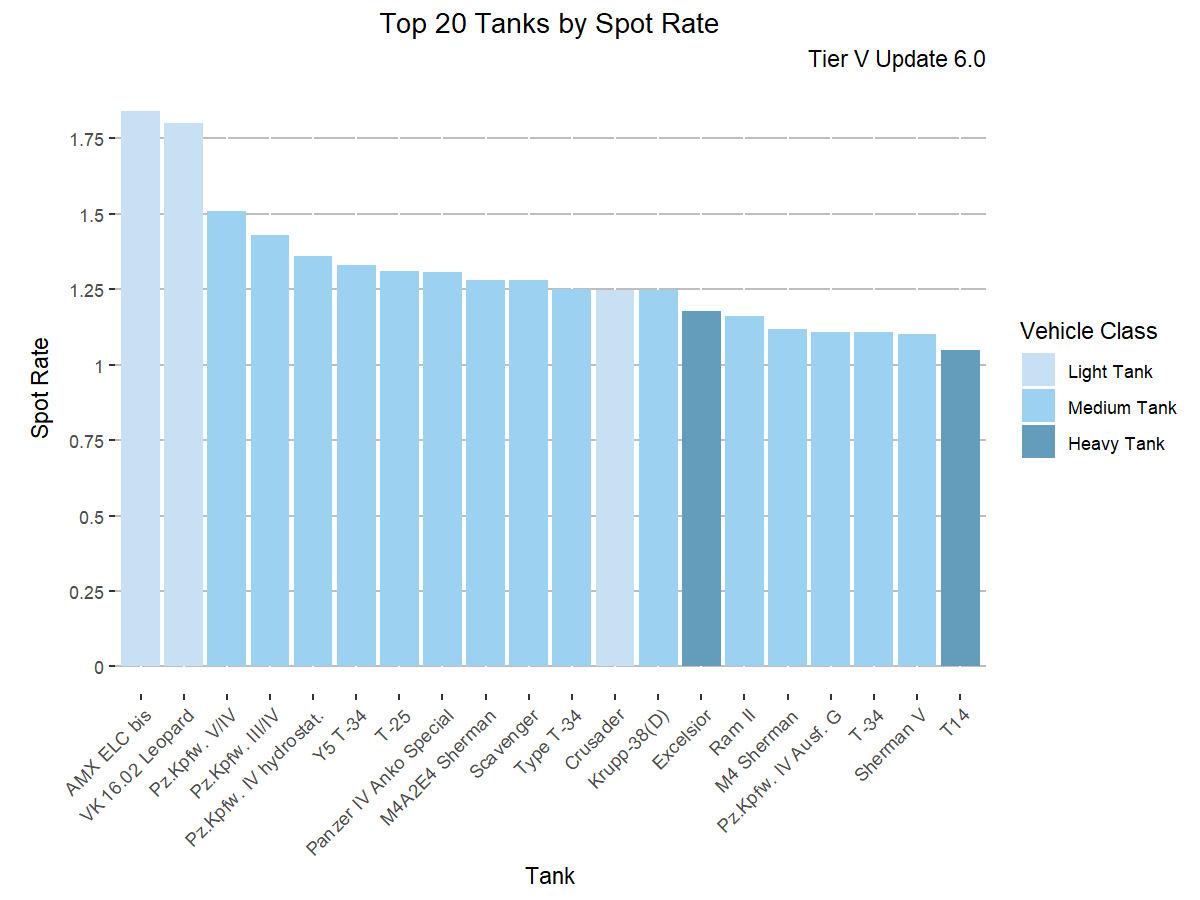 Top 20 Tanks by Spot Rate
Tier V Update 6.0
1.75
1.5
1.25
1
0.75
0.5
0.25
0
Spot Rate
AMX ELC bis
VK 16.02 Leopard
Pz.Kpfw. V/IV
Pz.Kpfw. III/IV
Pz.Kpfw. IV hydrostat.
Y5 T-34
T-25
Panzer IV Anko Special
M4A2E4 Sherman
Scavenger
Type T-34
Crusader
Krupp-38(D)
Excelsior
Ram II
M4 Sherman
Pz.Kpfw. IV Ausf. G
T-34
Sherman V
T14
Tank
Vehicle Class
Light Tank
Medium Tank
Heavy Tank